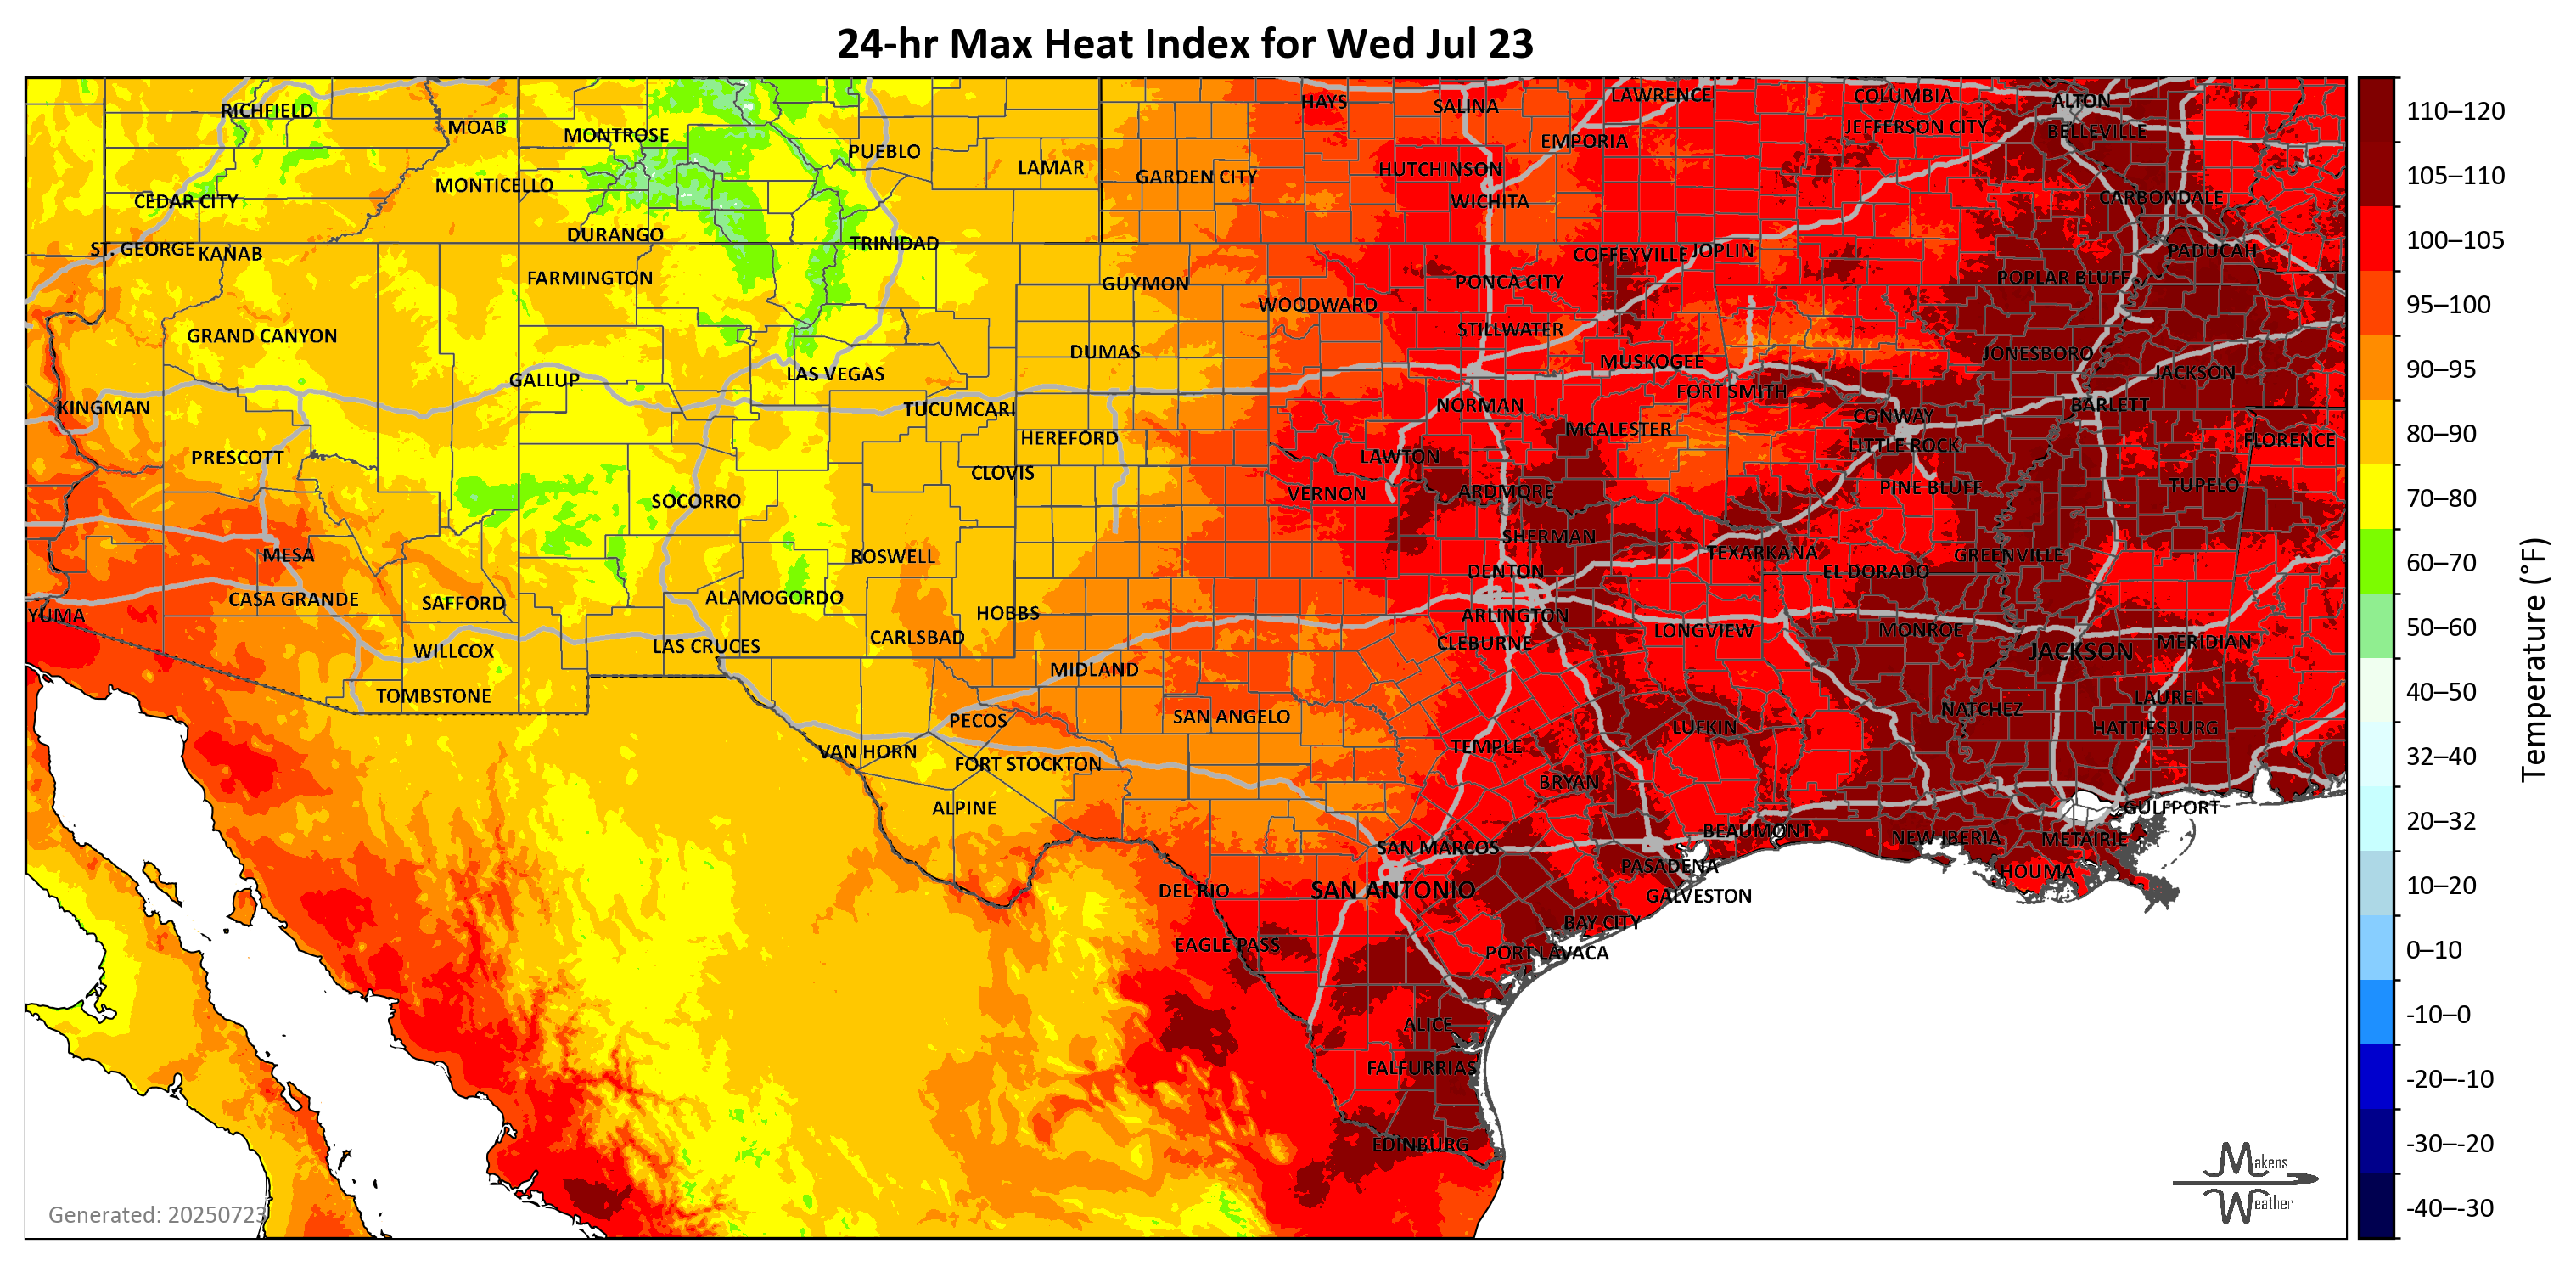 24-hr Max Heat Index for Wed Jul 23
RICHFIELD
MOAB
MONTROSE
PUEBLO
LAMAR
GARDEN CITY
HAYS
SALINA
LAWRENCE
COLUMBIA
ALTON
EMPORIA
JEFFERSON CITY
BELLEVILLE
HUTCHINSON
MONTICELLO
CEDAR CITY
WICHITA
CARBONDALE
ST. GEORGE
KANAB
DURANGO
TRINIDAD
COFFEYVILLE
JOPLIN
PADUCAH
FARMINGTON
GUYMON
PONCA CITY
POPLAR BLUFF
WOODWARD
GRAND CANYON
STILLWATER
DUMAS
MUSKOGEE
JONESBORO
GALLUP
LAS VEGAS
JACKSON
FORT SMITH
KINGMAN
TUCUMCARI
NORMAN
BARLETT
CONWAY
MCALESTER
HEREFORD
LITTLE ROCK
FLORENCE
PRESCOTT
LAWTON
CLOVIS
SOCORRO
VERNON
ARDMORE
PINE BLUFF
TUPELO
MESA
ROSWELL
SHERMAN
TEXARKANA
GREENVILLE
DENTON
EL DORADO
CASA GRANDE
SAFFORD
ALAMOGORDO
HOBBS
YUMA
ARLINGTON
CARLSBAD
LONGVIEW
MONROE
LAS CRUCES
CLEBURNE
MERIDIAN
WILLCOX
JACKSON
MIDLAND
TOMBSTONE
LAUREL
PECOS
SAN ANGELO
NATCHEZ
LUFKIN
HATTIESBURG
VAN HORN
TEMPLE
FORT STOCKTON
BRYAN
ALPINE
GULFPORT
BEAUMONT
NEW IBERIA
METAIRIE
SAN MARCOS
PASADENA
HOUMA
DEL RIO
SAN ANTONIO
GALVESTON
BAY CITY
EAGLE PASS
PORT LAVACA
ALICE
FALFURRIAS
EDINBURG
Generated: 20250723
Makens
Weather
110–120
105–110
100–105
95–100
90–95
80–90
70–80
60–70
50–60
40–50
32–40
20–32
10–20
0–10
-10–0
-20–-10
-30–-20
-40–-30
Temperature (°F)